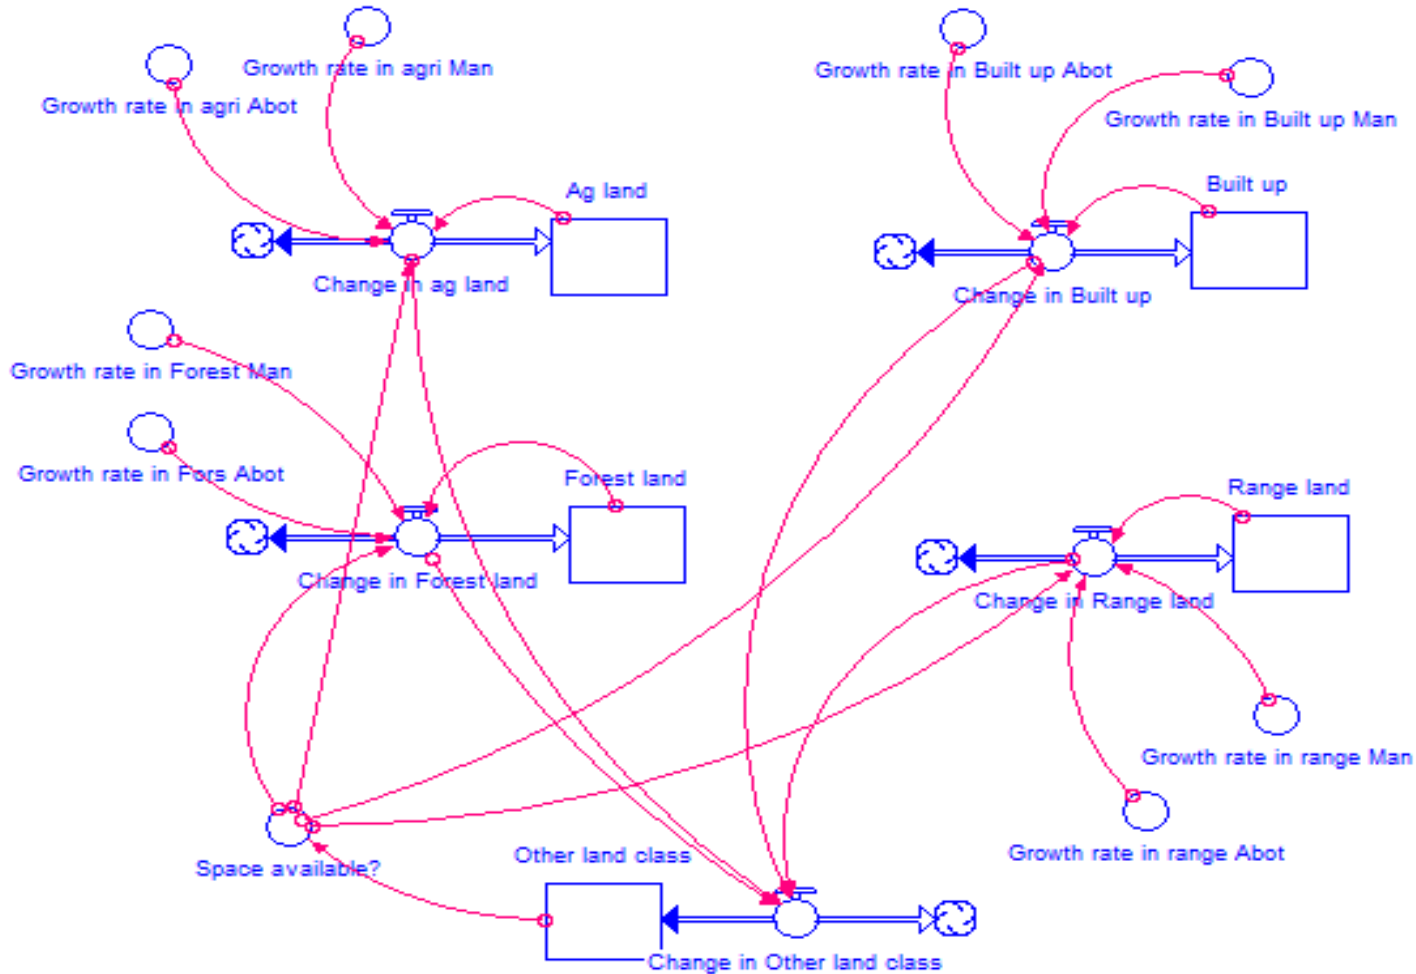 Growth rate in agri Man
Growth rate in agri Abot
Growth rate in Built up Abot
Growth rate in Built up Man
Ag land
Built up
Change in ag land
Change in Built up
Growth rate in Forest Man
Growth rate in Fors Abot
Forest land
Range land
Change in Forest land
Change in Range land
Growth rate in range Man
Growth rate in range Abot
Space available?
Other land class
Change in Other land class